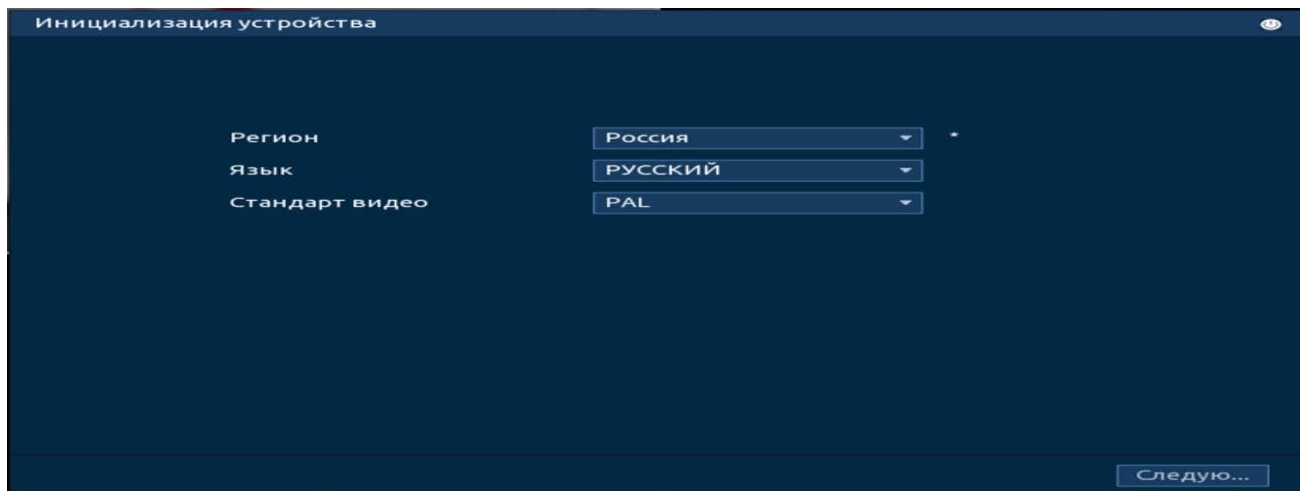 Инициализация устройства
Регион Россия *
Язык РУССКИЙ
Стандарт видео PAL
Следую...